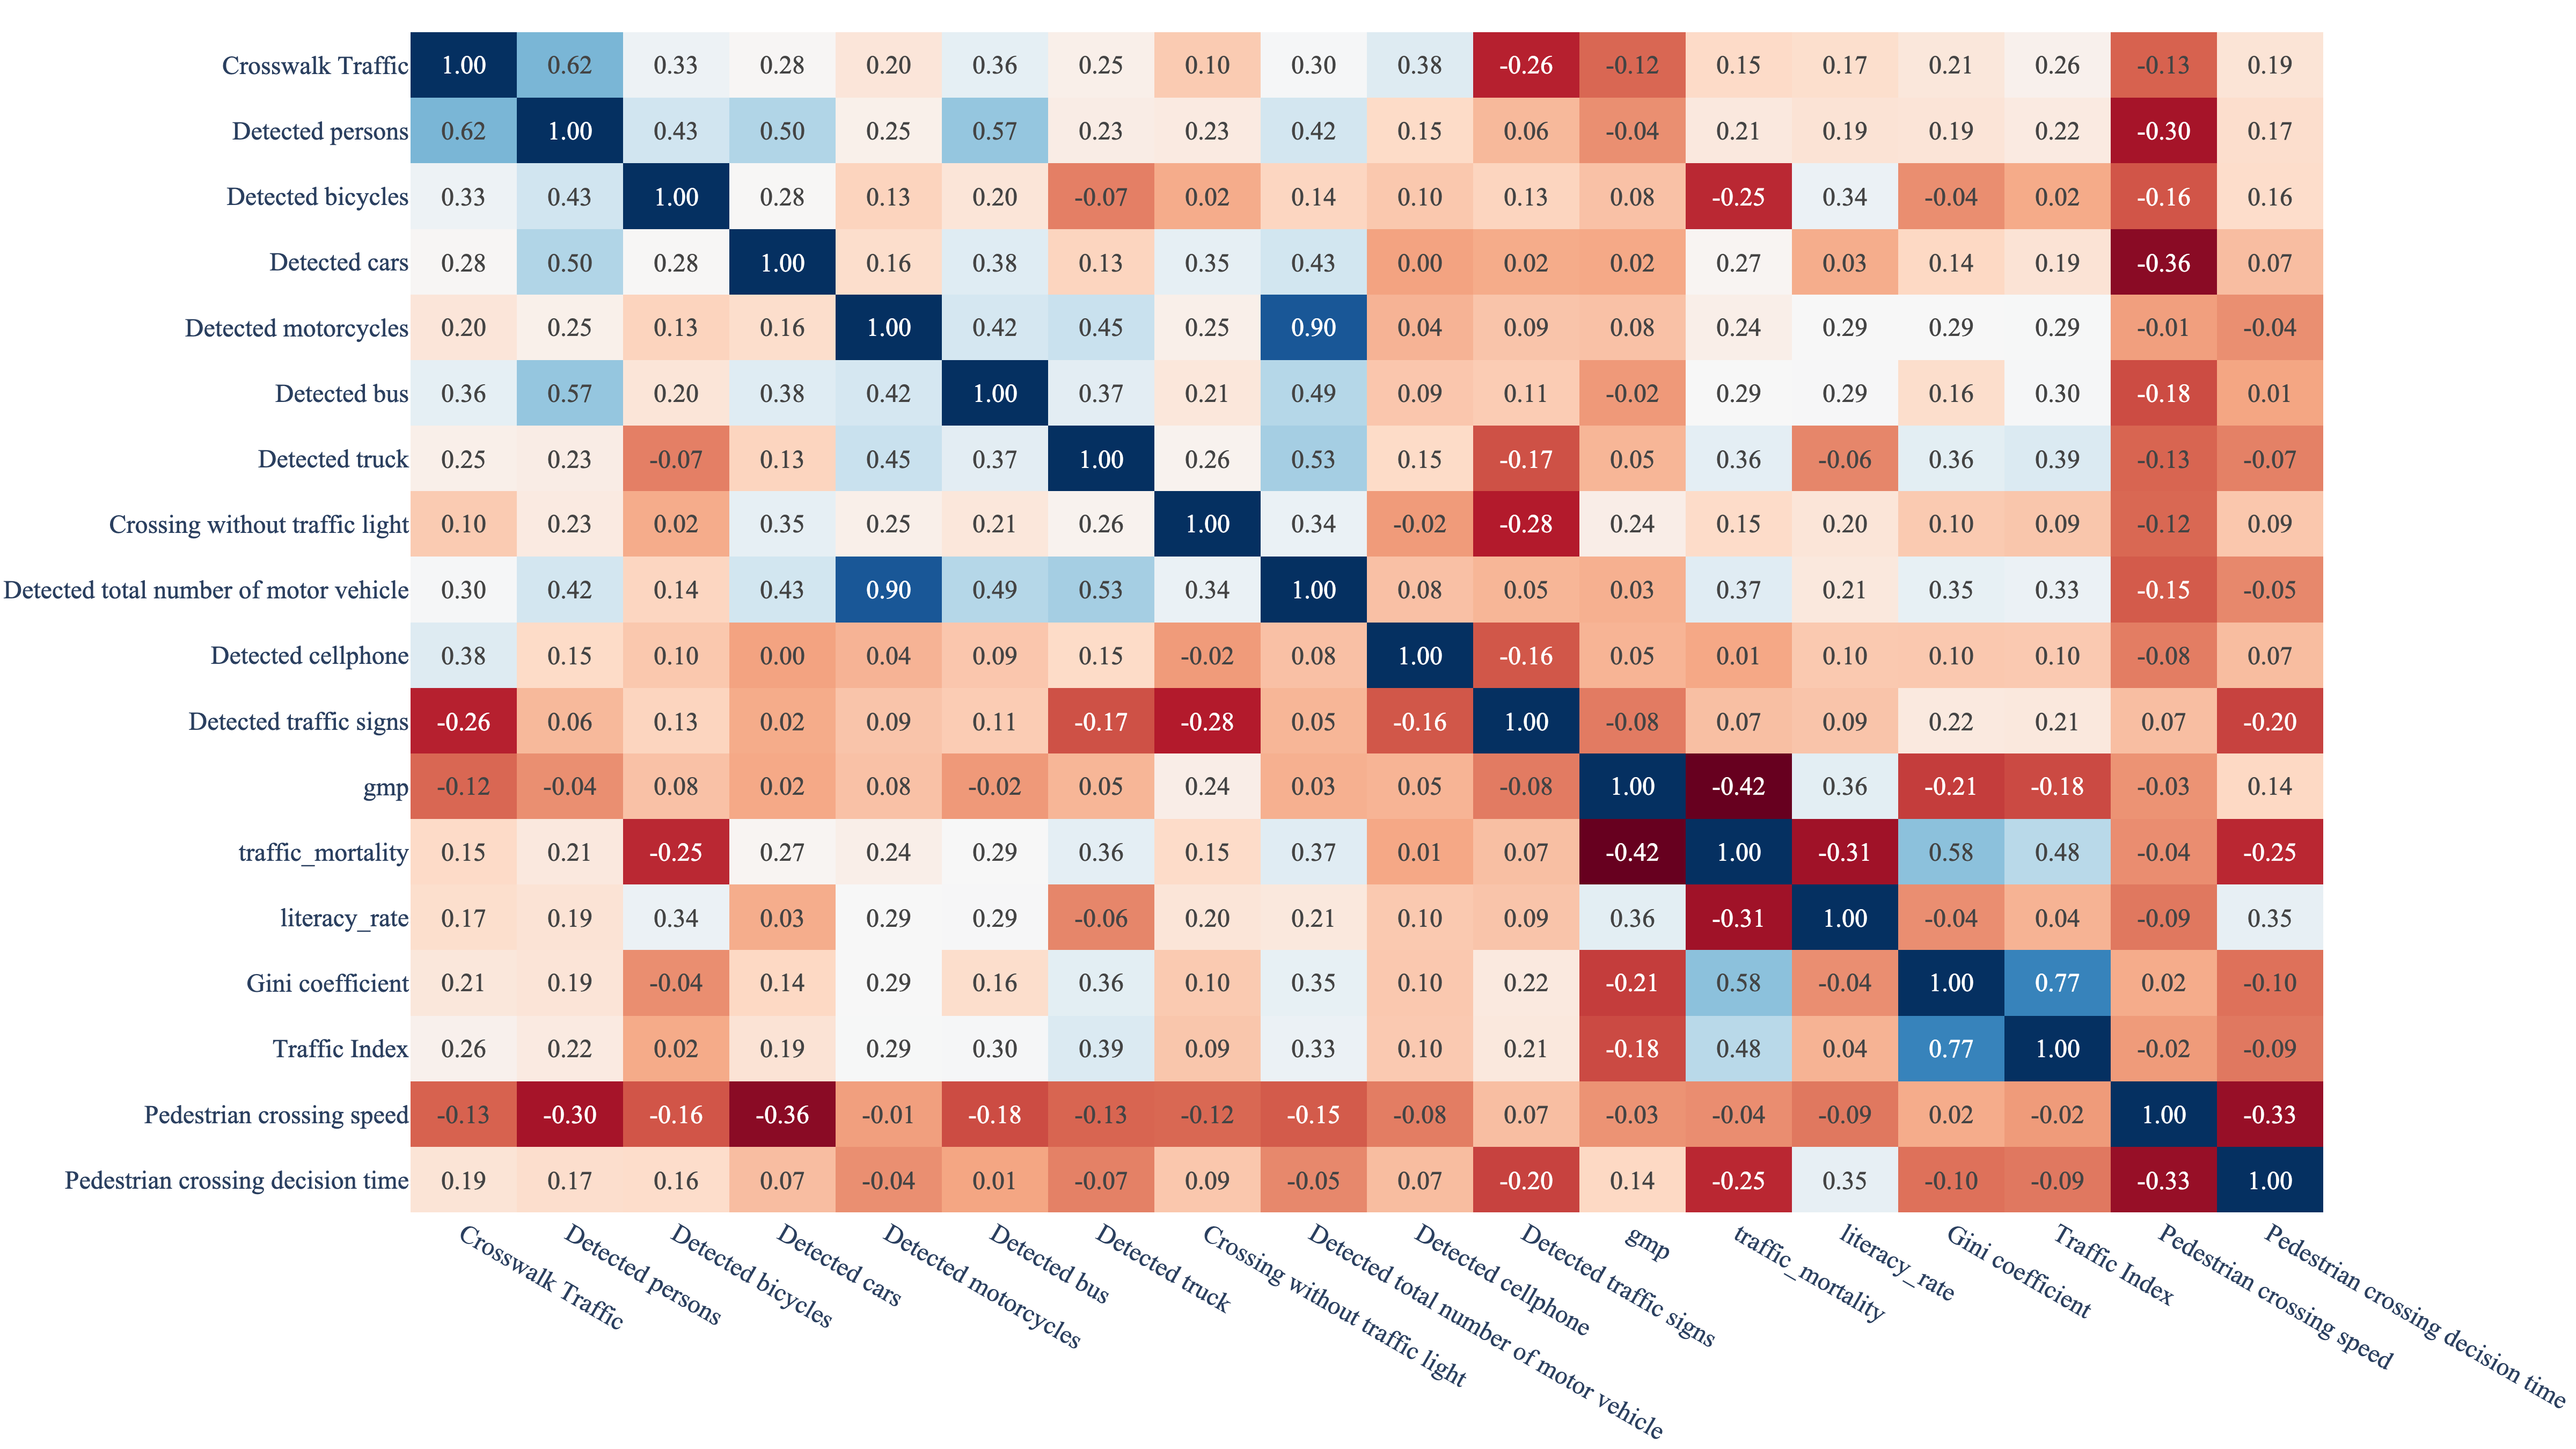 Crosswalk Traffic 1.00 0.62 0.33 0.28 0.20 0.36 0.25 0.10 0.30 0.38 -0.26 -0.12 0.15 0.17 0.21 0.26 -0.13 0.19
Detected persons 0.62 1.00 0.43 0.50 0.25 0.57 0.23 0.23 0.42 0.15 0.06 -0.04 0.21 0.19 0.19 0.22 -0.30 0.17
Detected bicycles 0.33 0.43 1.00 0.28 0.13 0.20 -0.07 0.02 0.14 0.10 0.13 0.08 -0.25 0.34 -0.04 0.02 -0.16 0.16
Detected cars 0.28 0.50 0.28 1.00 0.16 0.38 0.13 0.35 0.43 0.00 0.02 0.02 0.27 0.03 0.14 0.19 -0.36 0.07
Detected motorcycles 0.20 0.25 0.13 0.16 1.00 0.42 0.45 0.25 0.90 0.04 0.09 0.08 0.24 0.29 0.29 0.29 -0.01 -0.04
Detected bus 0.36 0.57 0.20 0.38 0.42 1.00 0.37 0.21 0.49 0.09 0.11 -0.02 0.29 0.29 0.16 0.30 -0.18 0.01
Detected truck 0.25 0.23 -0.07 0.13 0.45 0.37 1.00 0.26 0.53 0.15 -0.17 0.05 0.36 -0.06 0.36 0.39 -0.13 -0.07
Crossing without traffic light 0.10 0.23 0.02 0.35 0.25 0.21 0.26 1.00 0.34 -0.02 -0.28 0.24 0.15 0.20 0.10 0.09 -0.12 0.09
Detected total number of motor vehicle 0.30 0.42 0.14 0.43 0.90 0.49 0.53 0.34 1.00 0.08 0.05 0.03 0.37 0.21 0.35 0.33 -0.15 -0.05
Detected cellphone 0.38 0.15 0.10 0.00 0.04 0.09 0.15 -0.02 0.08 1.00 -0.16 0.05 0.01 0.10 0.10 0.10 -0.08 0.07
Detected traffic signs -0.26 0.06 0.13 0.02 0.09 0.11 -0.17 -0.28 0.05 -0.16 1.00 -0.08 0.07 0.09 0.22 0.21 0.07 -0.20
gmp -0.12 -0.04 0.08 0.02 0.08 -0.02 0.05 0.24 0.03 0.05 -0.08 1.00 -0.42 0.36 -0.21 -0.18 -0.03 0.14
traffic_mortality 0.15 0.21 -0.25 0.27 0.24 0.29 0.36 0.15 0.37 0.01 0.07 -0.42 1.00 -0.31 0.58 0.48 -0.04 -0.25
literacy_rate 0.17 0.19 0.34 0.03 0.29 0.29 -0.06 0.20 0.21 0.10 0.09 0.36 -0.31 1.00 -0.04 0.04 -0.09 0.35
Gini coefficient 0.21 0.19 -0.04 0.14 0.29 0.16 0.36 0.10 0.35 0.10 0.22 -0.21 0.58 -0.04 1.00 0.77 0.02 -0.10
Traffic Index 0.26 0.22 0.02 0.19 0.29 0.30 0.39 0.09 0.33 0.10 0.21 -0.18 0.48 0.04 0.77 1.00 -0.02 -0.09
Pedestrian crossing speed -0.13 -0.30 -0.16 -0.36 -0.01 -0.18 -0.13 -0.12 -0.15 -0.08 0.07 -0.03 -0.04 -0.09 0.02 -0.02 1.00 -0.33
Pedestrian crossing decision time 0.19 0.17 0.16 0.07 -0.04 0.01 -0.07 0.09 -0.05 0.07 -0.20 0.14 -0.25 0.35 -0.10 -0.09 -0.33 1.00
Crosswalk Traffic
Detected persons
Detected bicycles
Detected cars
Detected motorcycles
Detected bus
Detected truck
Crossing without traffic light
Detected total number of motor vehicle
Detected cellphone
Detected traffic signs
gmp
traffic_mortality
literacy_rate
Gini coefficient
Traffic Index
Pedestrian crossing speed
Pedestrian crossing decision time